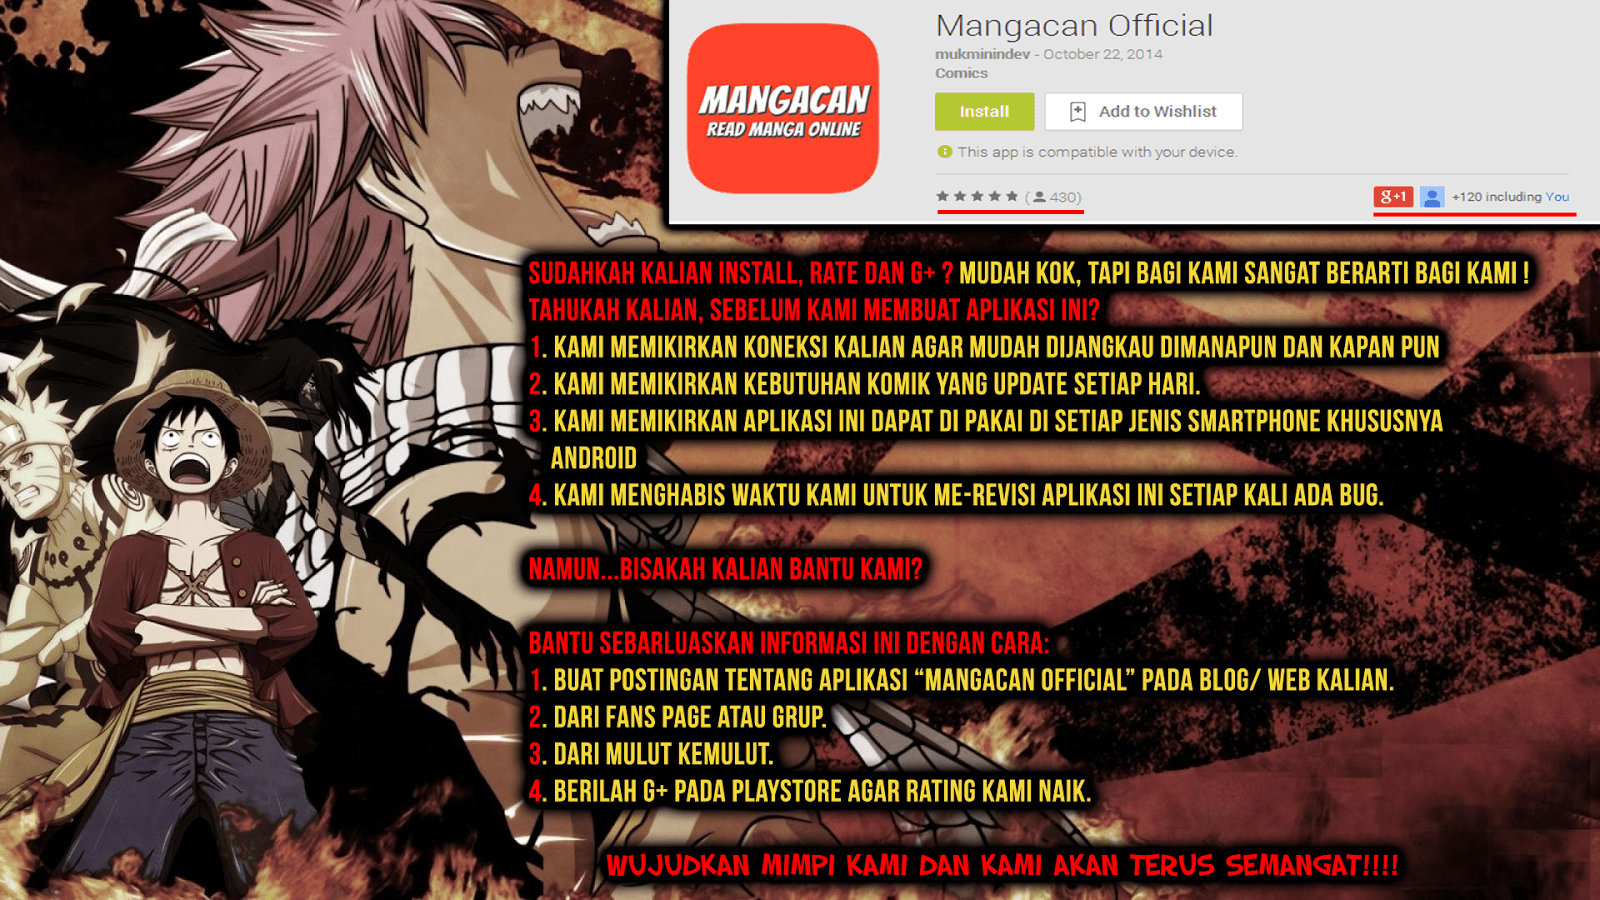 Mangacan Official
mukminindev - October 22, 2014
Comics
MANGACAN
READ MANGA ONLINE
Install
Add to Wishlist
This app is compatible with your device.
(430)
g+1
+120 including You
SUDAHKAH KALIAN INSTALL, RATE DAN G+ ? MUDAH KOK, TAPI BAGI KAMI SANGAT BERARTI BAGI KAMI !
TAHUKAH KALIAN, SEBELUM KAMI MEMBUAT APLIKASI INI?
1. KAMI MEMIKIRKAN KONEKSI KALIAN AGAR MUDAH DIJANGKAU DIMANAPUN DAN KAPAN PUN
2. KAMI MEMIKIRKAN KEBUTUHAN KOMIK YANG UPDATE SETIAP HARI.
3. KAMI MEMIKIRKAN APLIKASI INI DAPAT DI PAKAI DI SETIAP JENIS SMARTPHONE KHUSUSNYA
ANDROID
4. KAMI MENGHABIS WAKTU KAMI UNTUK ME-REVISI APLIKASI INI SETIAP KALI ADA BUG.
NAMUN...BISAKAH KALIAN BANTU KAMI?
BANTU SEBARLUASKAN INFORMASI INI DENGAN CARA:
1. BUAT POSTINGAN TENTANG APLIKASI “MANGACAN OFFICIAL” PADA BLOG/ WEB KALIAN.
2. DARI FANS PAGE ATAU GRUP.
3. DARI MULUT KEMULUT.
4. BERILAH G+ PADA PLAYSTORE AGAR RATING KAMI NAIK.
WUJUDKAN MIMPI KAMI DAN KAMI AKAN TERUS SEMANGAT!!!!